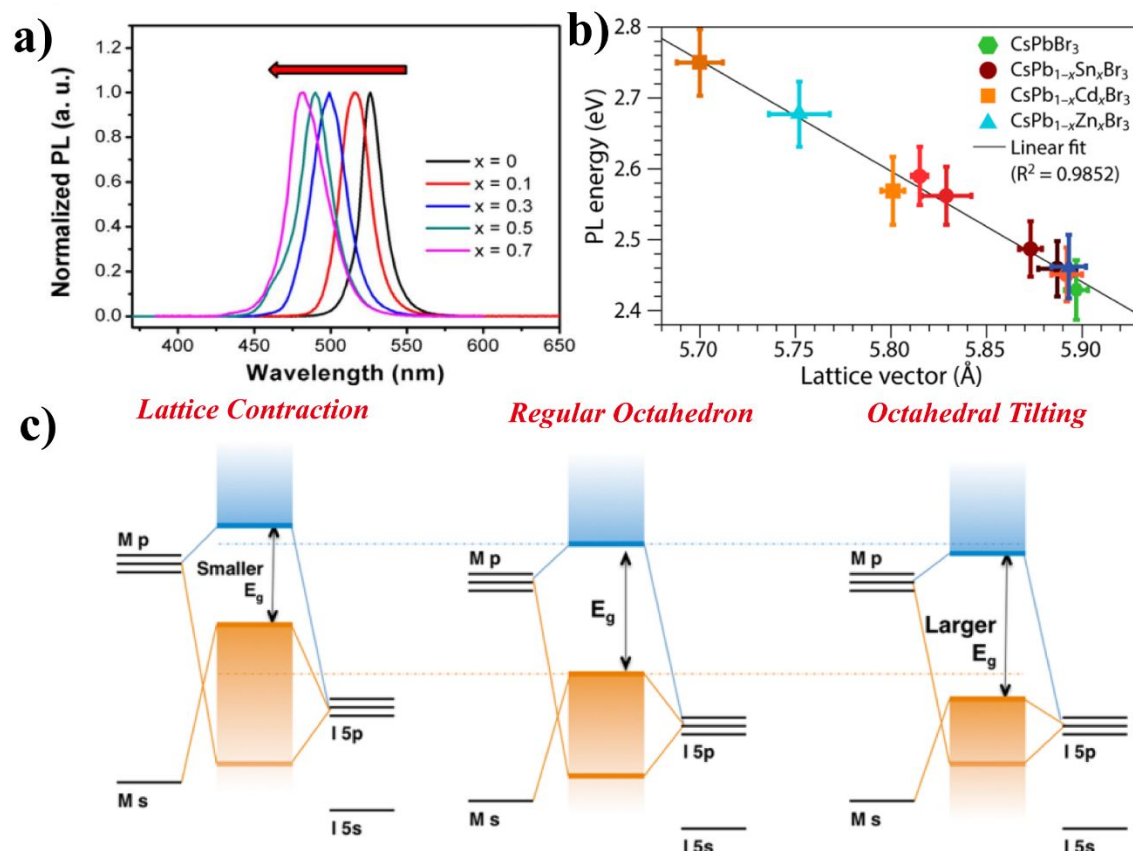 a)
Normalized PL (a. u.)
1.2
1.0
0.8
0.6
0.4
0.2
0.0
x = 0
x = 0.1
x = 0.3
x = 0.5
x = 0.7
400 450 500 550 600 650
Wavelength (nm)
b)
PL energy (eV)
2.8
2.7
2.6
2.5
2.4
CsPbBr₃
CsPb₁₋ₓSnₓBr₃
CsPb₁₋ₓCdₓBr₃
CsPb₁₋ₓZnₓBr₃
Linear fit
(R² = 0.9852)
5.70 5.75 5.80 5.85 5.90
Lattice vector (Å)
c)
Lattice Contraction
M p
Smaller
E_g
M s
I 5p
I 5s
Regular Octahedron
M p
E_g
M s
I 5p
I 5s
Octahedral Tilting
M p
Larger
E_g
M s
I 5p
I 5s